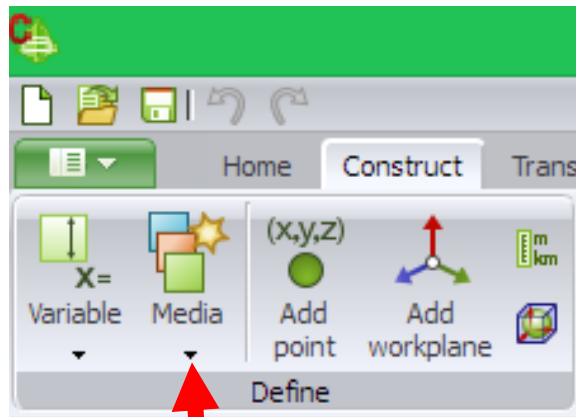 Home Construct Trans
X=
(x,y,z)
m
km
Variable Media Add Add
point workplane
Define